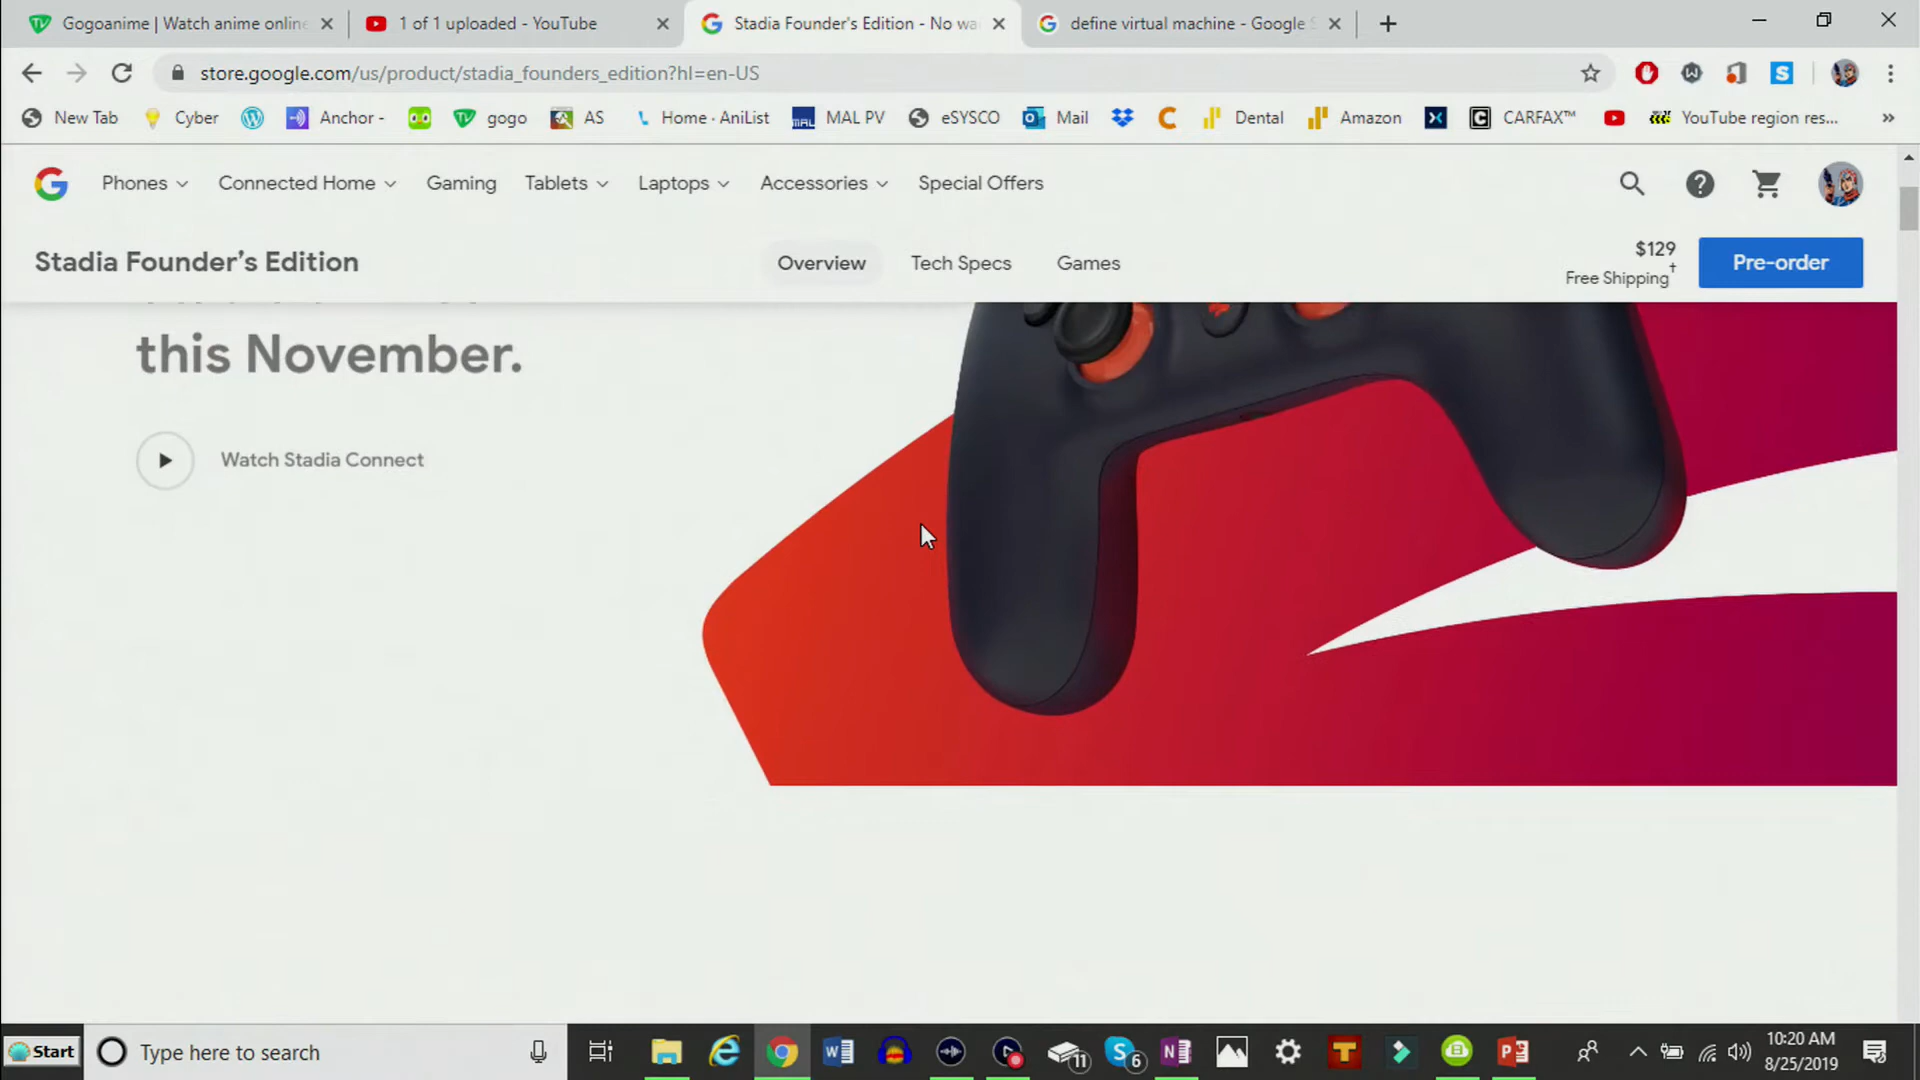 Gogoanime | Watch anime online
1 of 1 uploaded - YouTube
Stadia Founder's Edition - No wa
define virtual machine - Google S
store.google.com/us/product/stadia_founders_edition?hl=en-US
New Tab
Cyber
Anchor -
gogo
AS
Home · AniList
MAL PV
eSYSCO
Mail
Dental
Amazon
CARFAX™
YouTube region res...
Phones
Connected Home
Gaming
Tablets
Laptops
Accessories
Special Offers
Stadia Founder’s Edition
Overview
Tech Specs
Games
$129
Free Shipping†
Pre-order
this November.
Watch Stadia Connect
Start
Type here to search
11
6
10:20 AM
8/25/2019